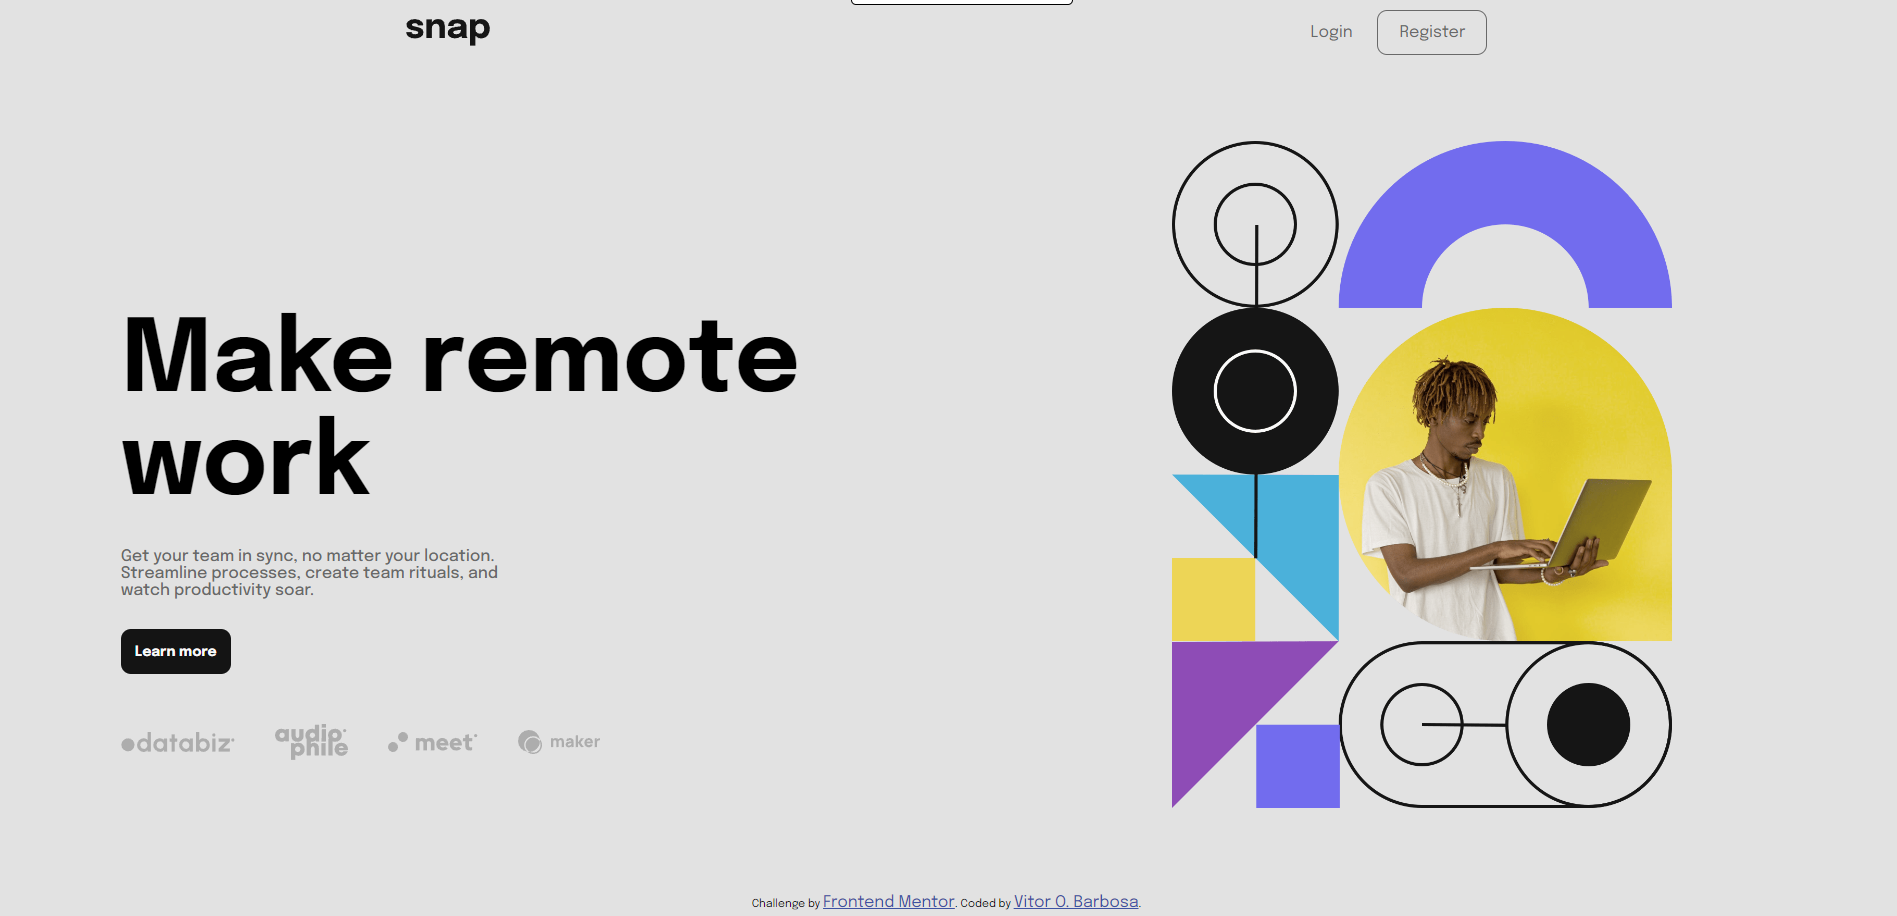 snap
Login
Register
Make remote
work
Get your team in sync, no matter your location.
Streamline processes, create team rituals, and
watch productivity soar.
Learn more
databiz
audio
phile
meet
maker
Challenge by Frontend Mentor. Coded by Vitor O. Barbosa.